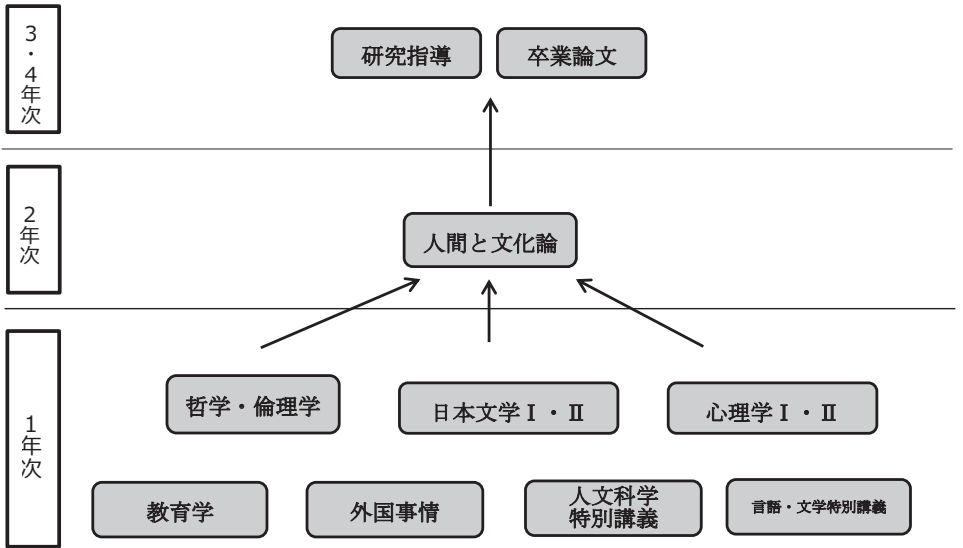 3・4年次
研究指導
卒業論文
2年次
人間と文化論
1年次
哲学・倫理学
日本文学Ⅰ・Ⅱ
心理学Ⅰ・Ⅱ
教育学
外国事情
人文科学
特別講義
言語・文学特別講義